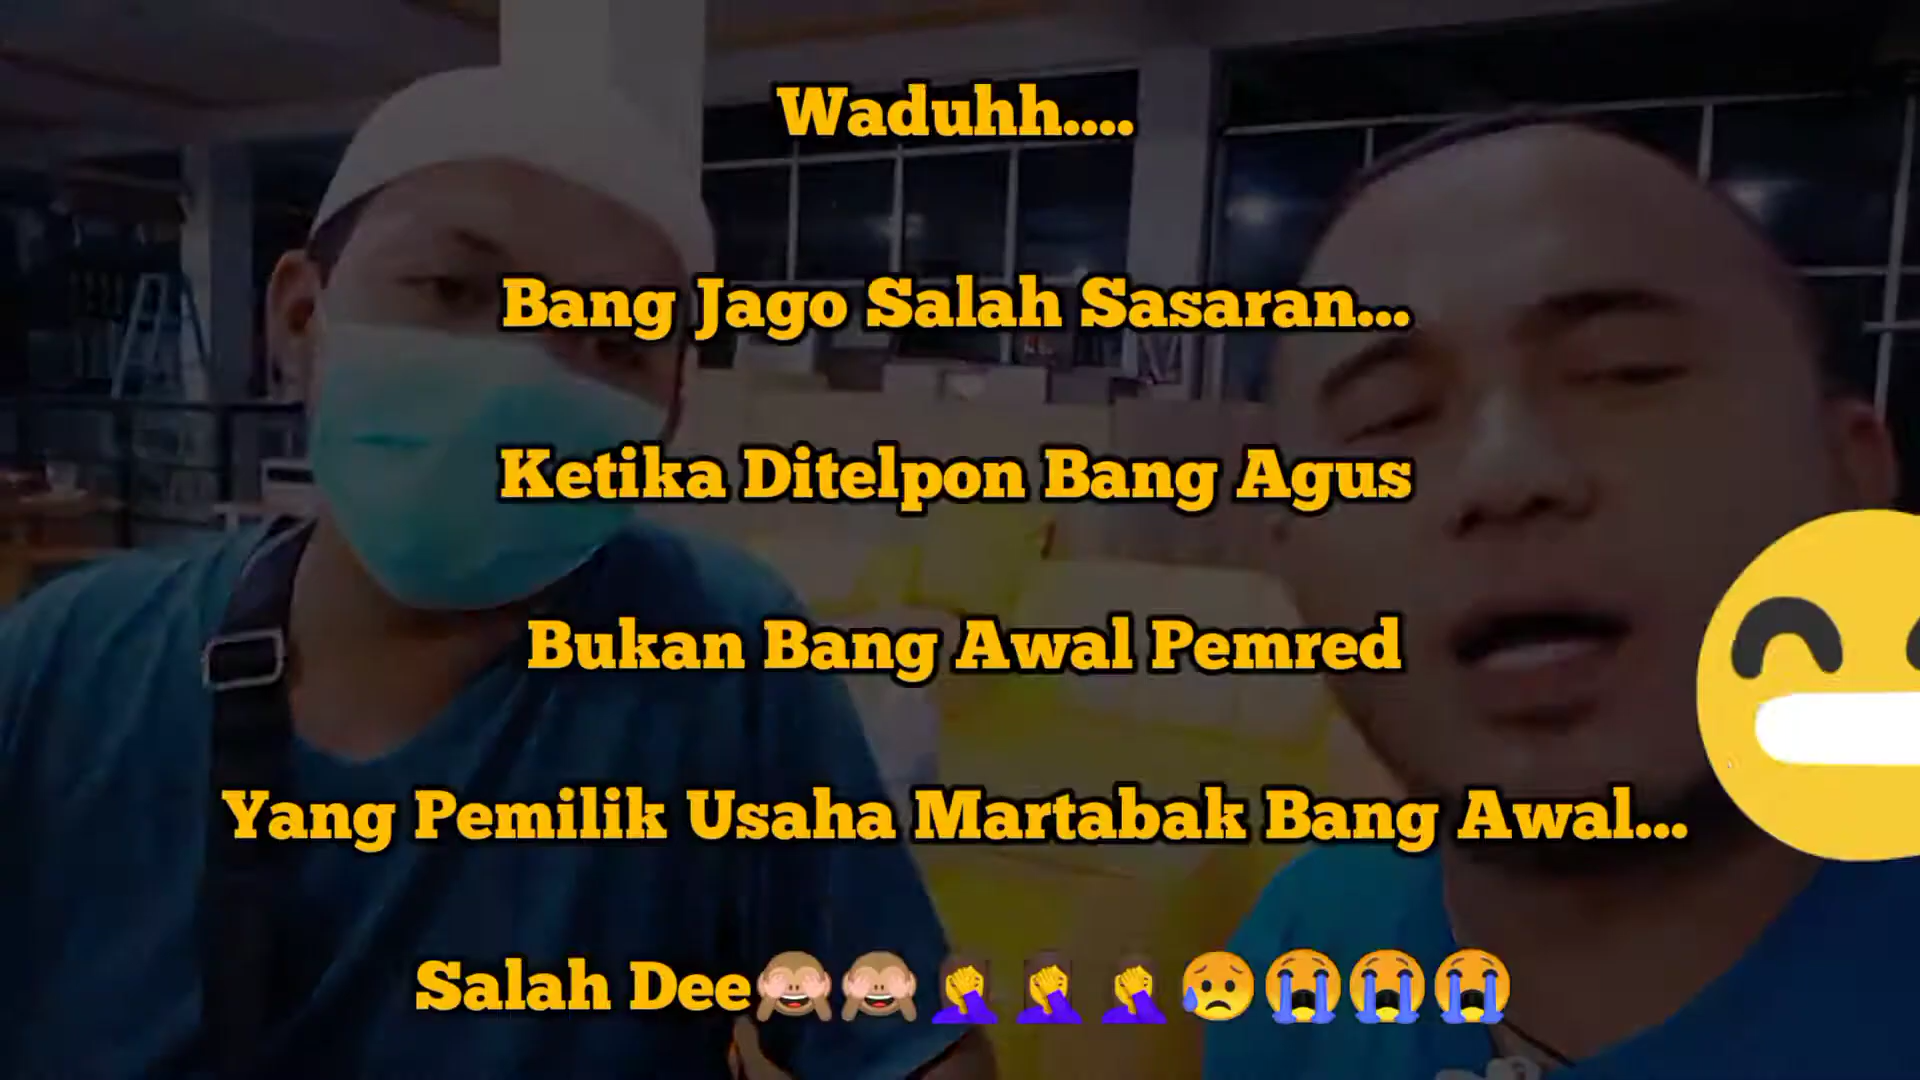 Waduhh....
Bang Jago Salah Sasaran...
Ketika Ditelpon Bang Agus
Bukan Bang Awal Pemred
Yang Pemilik Usaha Martabak Bang Awal...
Salah Dee🙈🙈🤦‍♀️🤦‍♀️🤦‍♀️😥😭😭😭